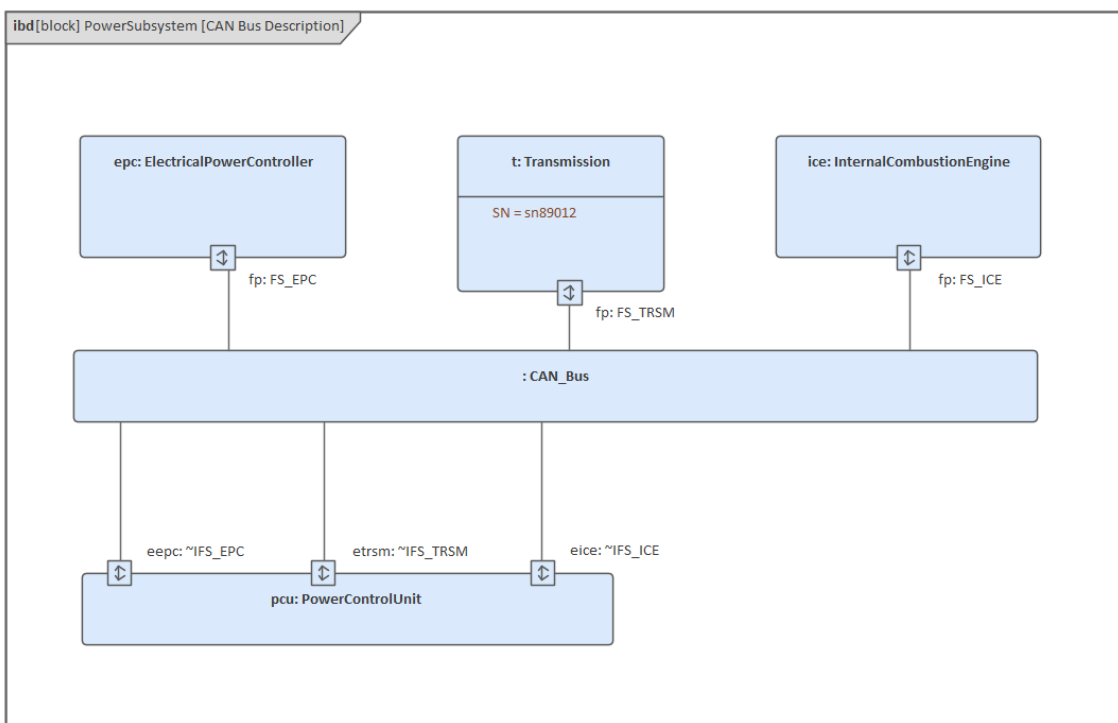 ibd [block] PowerSubsystem [CAN Bus Description]
epc: ElectricalPowerController
t: Transmission
ice: InternalCombustionEngine
SN = sn89012
fp: FS_EPC
fp: FS_ICE
fp: FS_TRSM
: CAN_Bus
eepc: ~IFS_EPC
etrsm: ~IFS_TRSM
eice: ~IFS_ICE
pcu: PowerControlUnit